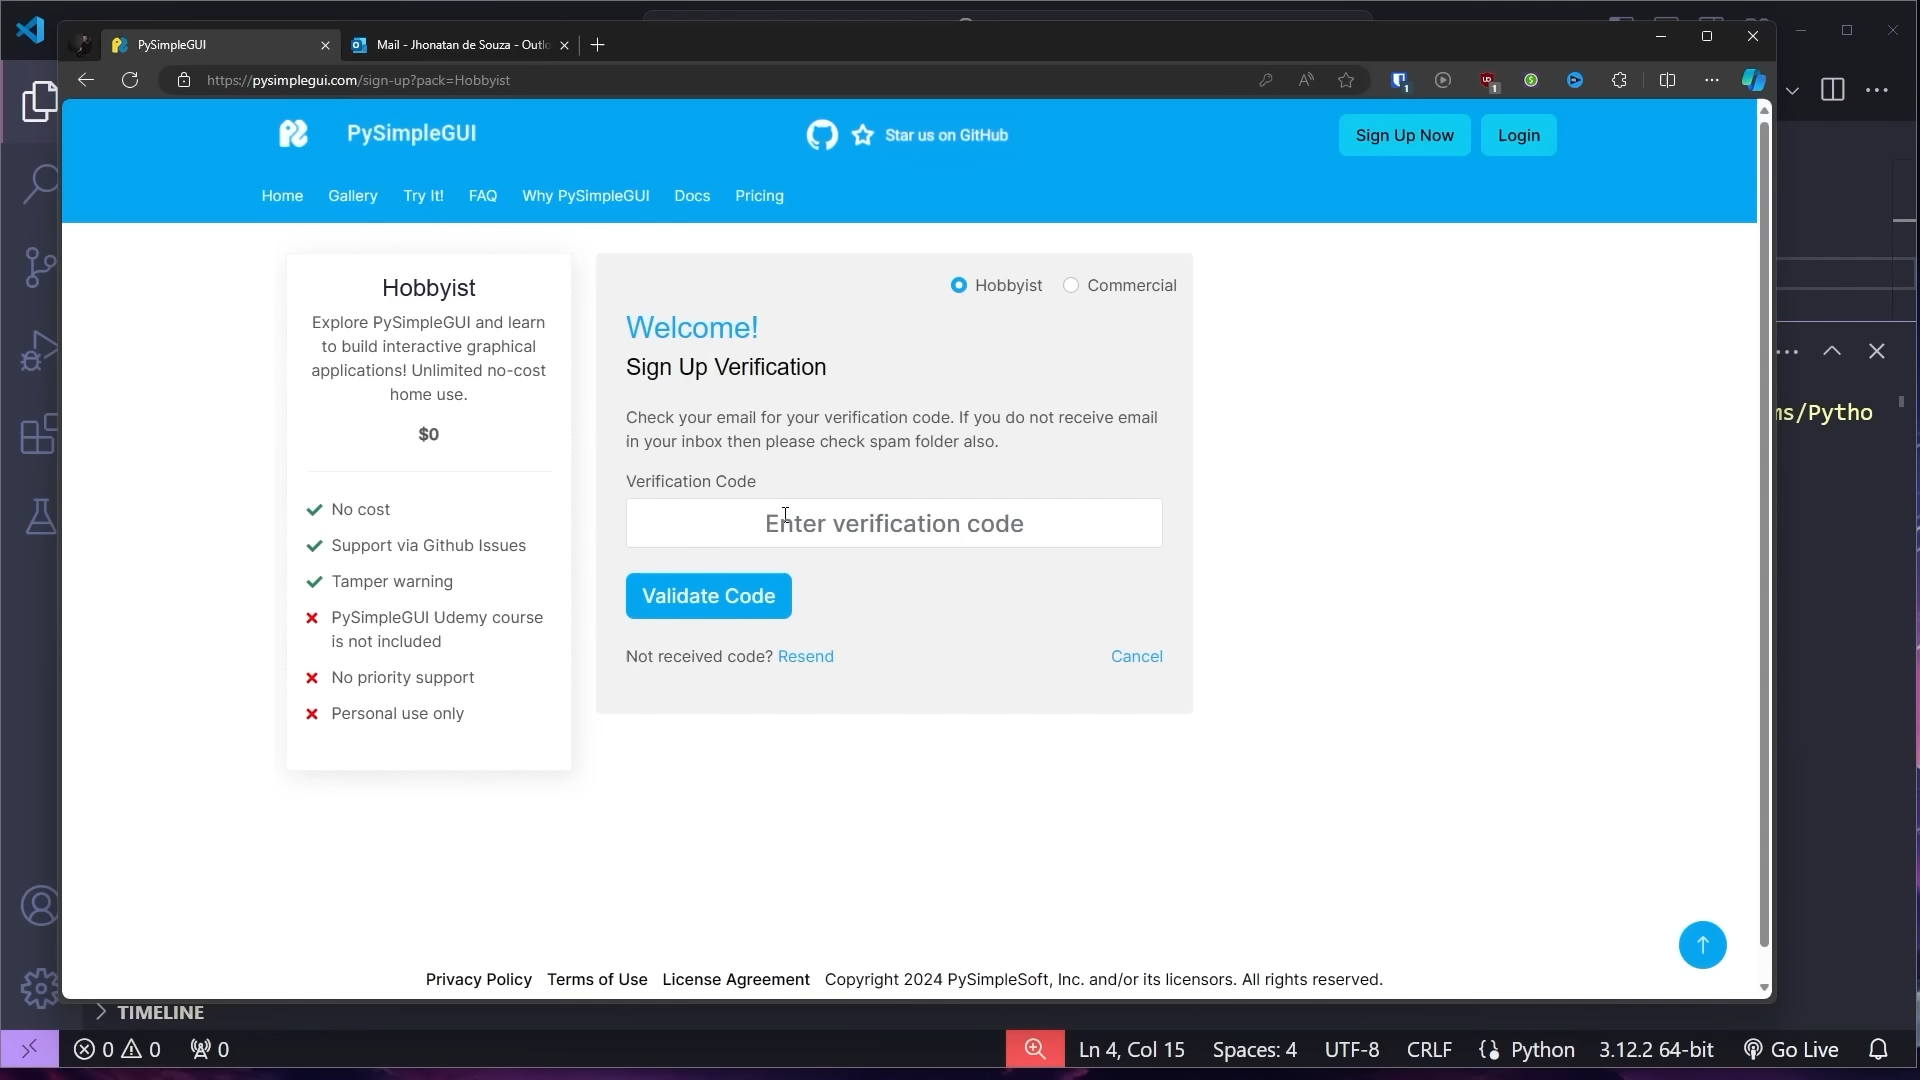 PySimpleGUI
Mail - Jhonatan de Souza - Outlo
https://pysimplegui.com/sign-up?pack=Hobbyist
1
1
PySimpleGUI
Star us on GitHub
Sign Up Now
Login
Home
Gallery
Try It!
FAQ
Why PySimpleGUI
Docs
Pricing
Hobbyist
Explore PySimpleGUI and learn
to build interactive graphical
applications! Unlimited no-cost
home use.
$0
No cost
Support via Github Issues
Tamper warning
PySimpleGUI Udemy course
is not included
No priority support
Personal use only
Hobbyist
Commercial
Welcome!
Sign Up Verification
Check your email for your verification code. If you do not receive email
in your inbox then please check spam folder also.
Verification Code
Enter verification code
Validate Code
Not received code? Resend
Cancel
ms/Pytho
Privacy Policy
Terms of Use
License Agreement
Copyright 2024 PySimpleSoft, Inc. and/or its licensors. All rights reserved.
TIMELINE
0
0
0
Ln 4, Col 15
Spaces: 4
UTF-8
CRLF
Python
3.12.2 64-bit
Go Live